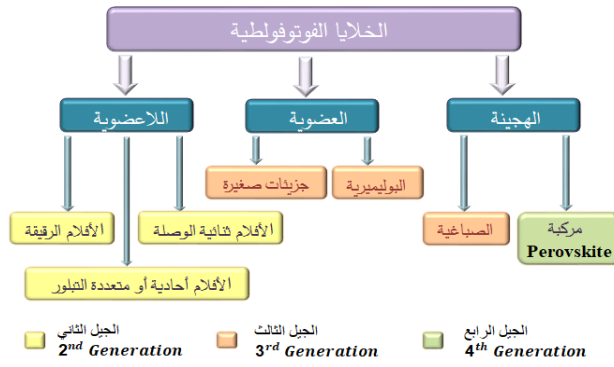 الخلايا الفوتوفولطية
الهجينة
العضوية
اللاعضوية
البوليميرية
جزيئات صغيرة
مركبة
Perovskite
الصباغية
الأفلام ثنائية الوصلة
الأفلام الرقيقة
الأفلام أحادية أو متعددة التبلور
الجيل الرابع
4th Generation
الجيل الثالث
3rd Generation
الجيل الثاني
2nd Generation